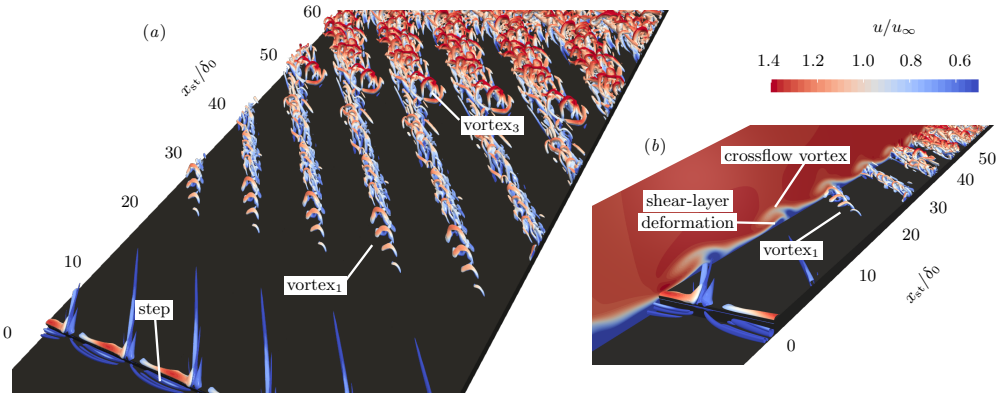 (a)
60
50
x_st/δ_0
40
30
20
10
0
vortex_3
vortex_1
step
u/u_∞
1.4 1.2 1.0 0.8 0.6
(b)
crossflow vortex
shear-layer
deformation
vortex_1
50
40
30
20
10
x_st/δ_0
0